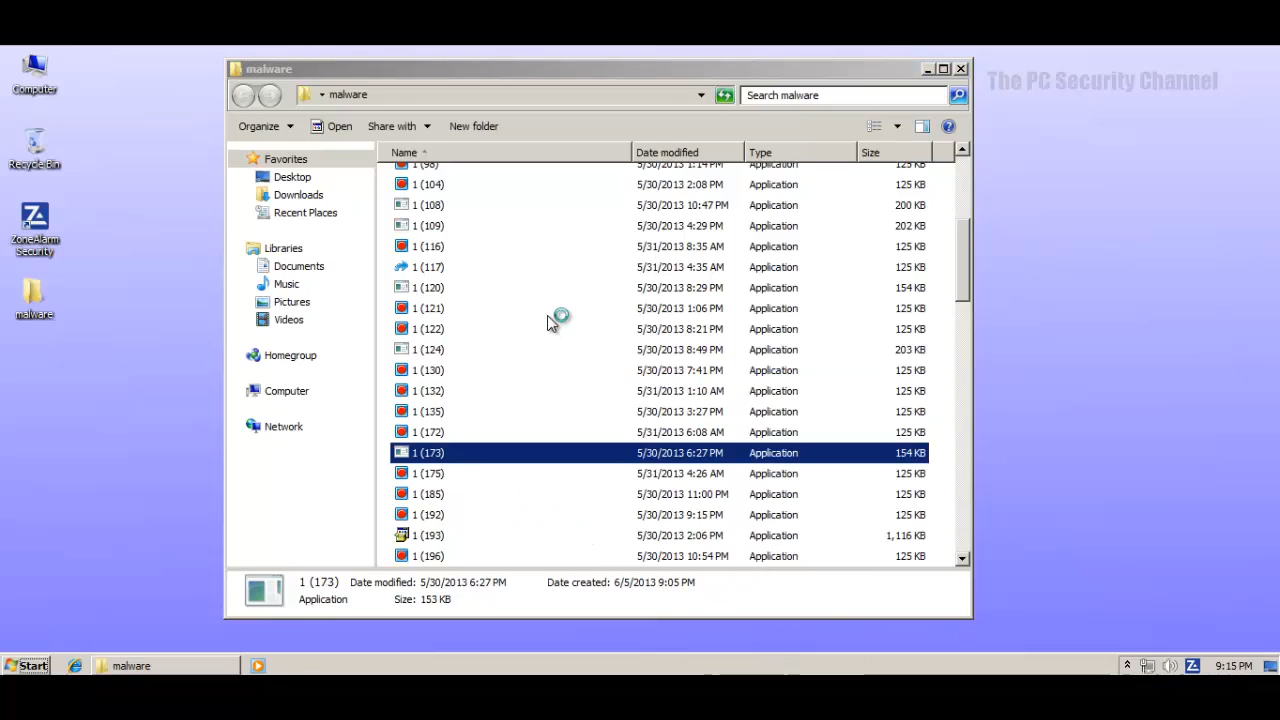 The PC Security Channel
Computer
Recycle Bin
ZoneAlarm
Security
malware
malware
malware
Search malware
Organize
Open
Share with
New folder
Favorites
Desktop
Downloads
Recent Places
Libraries
Documents
Music
Pictures
Videos
Homegroup
Computer
Network
Name Date modified Type Size
1 (98) 5/30/2013 1:14 PM Application 125 KB
1 (104) 5/30/2013 2:08 PM Application 125 KB
1 (108) 5/30/2013 10:47 PM Application 200 KB
1 (109) 5/30/2013 4:29 PM Application 202 KB
1 (116) 5/31/2013 8:35 AM Application 125 KB
1 (117) 5/31/2013 4:35 AM Application 125 KB
1 (120) 5/30/2013 8:29 PM Application 154 KB
1 (121) 5/30/2013 1:06 PM Application 125 KB
1 (122) 5/30/2013 8:21 PM Application 125 KB
1 (124) 5/30/2013 8:49 PM Application 203 KB
1 (130) 5/30/2013 7:41 PM Application 125 KB
1 (132) 5/31/2013 1:10 AM Application 125 KB
1 (135) 5/30/2013 3:27 PM Application 125 KB
1 (172) 5/31/2013 6:08 AM Application 125 KB
1 (173) 5/30/2013 6:27 PM Application 154 KB
1 (175) 5/31/2013 4:26 AM Application 125 KB
1 (185) 5/30/2013 11:00 PM Application 125 KB
1 (192) 5/30/2013 9:15 PM Application 125 KB
1 (193) 5/30/2013 2:06 PM Application 1,116 KB
1 (196) 5/30/2013 10:54 PM Application 125 KB
1 (173) Date modified: 5/30/2013 6:27 PM Date created: 6/5/2013 9:05 PM
Application Size: 153 KB
Start
malware
9:15 PM